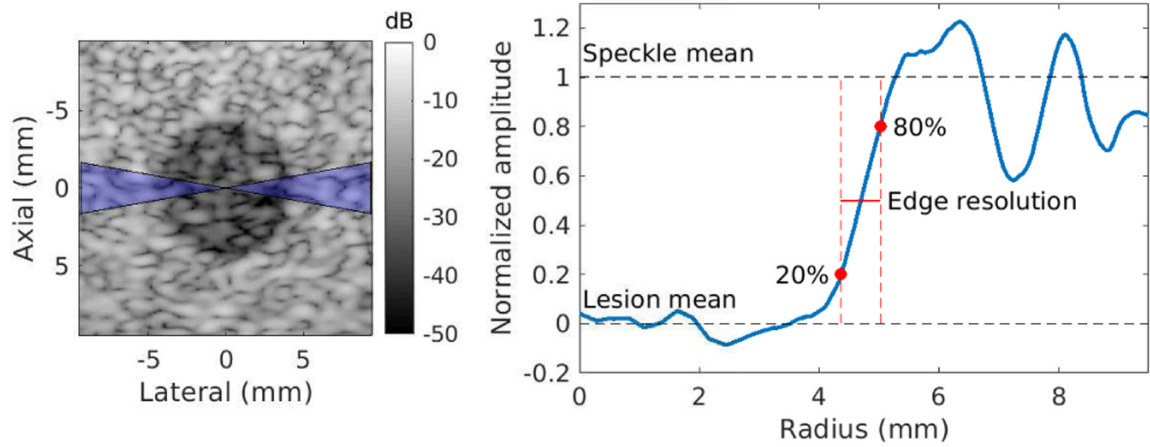 dB
0
-10
-20
-30
-40
-50
-5
0
5
Axial (mm)
-5 0 5
Lateral (mm)
1.2
1
0.8
0.6
0.4
0.2
0
-0.2
Normalized amplitude
Speckle mean
80%
Edge resolution
20%
Lesion mean
0 2 4 6 8
Radius (mm)